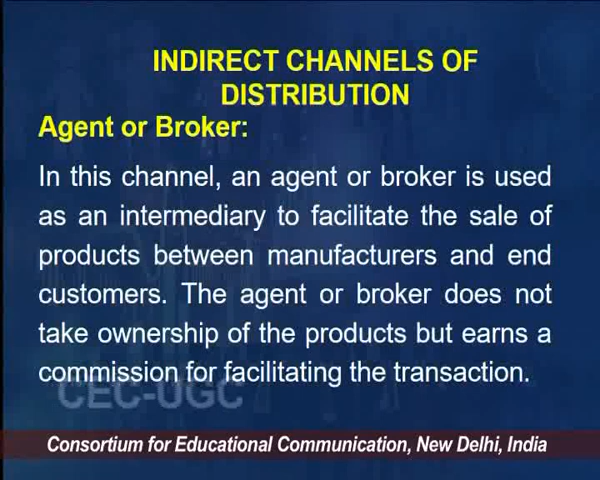 INDIRECT CHANNELS OF
DISTRIBUTION
Agent or Broker:
In this channel, an agent or broker is used
as an intermediary to facilitate the sale of
products between manufacturers and end
customers. The agent or broker does not
take ownership of the products but earns a
commission for facilitating the transaction.
CEC-UGC
Consortium for Educational Communication, New Delhi, India